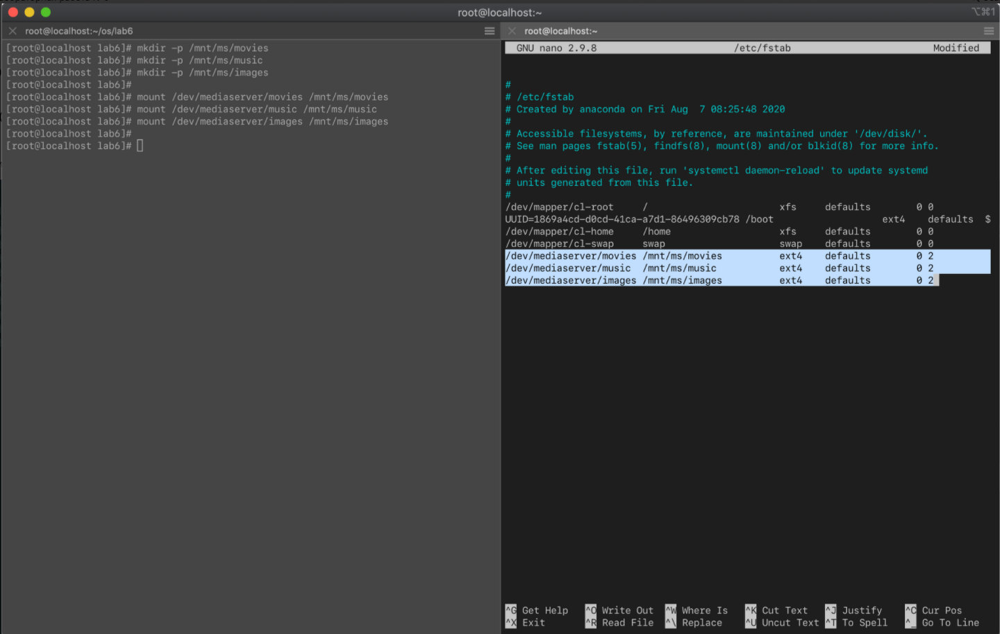 root@localhost:~
⌥⌘1
root@localhost:~/os/lab6
[root@localhost lab6]# mkdir -p /mnt/ms/movies
[root@localhost lab6]# mkdir -p /mnt/ms/music
[root@localhost lab6]# mkdir -p /mnt/ms/images
[root@localhost lab6]#
[root@localhost lab6]# mount /dev/mediaserver/movies /mnt/ms/movies
[root@localhost lab6]# mount /dev/mediaserver/music /mnt/ms/music
[root@localhost lab6]# mount /dev/mediaserver/images /mnt/ms/images
[root@localhost lab6]#
[root@localhost lab6]#
root@localhost:~
GNU nano 2.9.8 /etc/fstab Modified
#
# /etc/fstab
# Created by anaconda on Fri Aug  7 08:25:48 2020
#
# Accessible filesystems, by reference, are maintained under '/dev/disk/'.
# See man pages fstab(5), findfs(8), mount(8) and/or blkid(8) for more info.
#
# After editing this file, run 'systemctl daemon-reload' to update systemd
# units generated from this file.
#
/dev/mapper/cl-root / xfs defaults 0 0
UUID=1869a4cd-d0cd-41ca-a7d1-86496309cb78 /boot ext4 defaults $
/dev/mapper/cl-home /home xfs defaults 0 0
/dev/mapper/cl-swap swap swap defaults 0 0
/dev/mediaserver/movies /mnt/ms/movies ext4 defaults 0 2
/dev/mediaserver/music /mnt/ms/music ext4 defaults 0 2
/dev/mediaserver/images /mnt/ms/images ext4 defaults 0 2
^G Get Help ^O Write Out ^W Where Is ^K Cut Text ^J Justify ^C Cur Pos
^X Exit ^R Read File ^\ Replace ^U Uncut Text ^T To Spell ^_ Go To Line